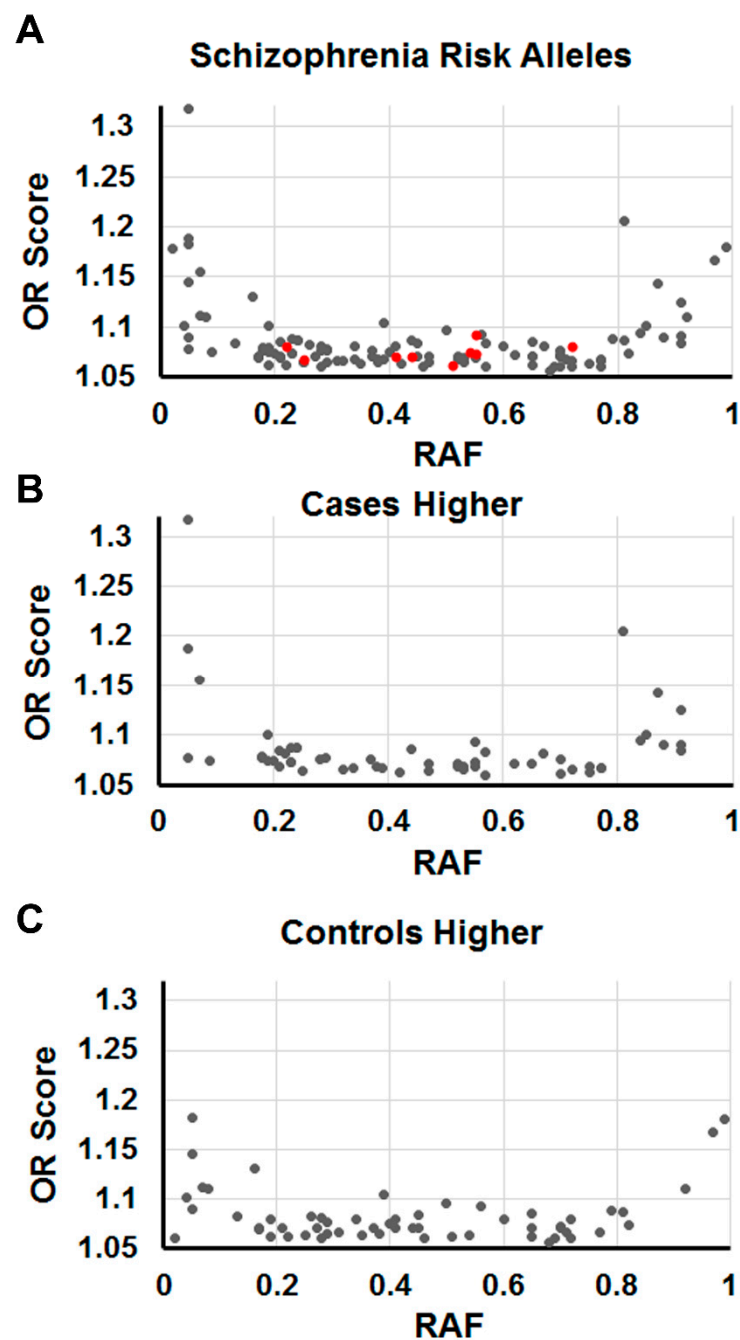 A
Schizophrenia Risk Alleles
1.3
1.25
1.2
1.15
1.1
1.05
OR Score
0 0.2 0.4 0.6 0.8 1
RAF
B
Cases Higher
1.3
1.25
1.2
1.15
1.1
1.05
OR Score
0 0.2 0.4 0.6 0.8 1
RAF
C
Controls Higher
1.3
1.25
1.2
1.15
1.1
1.05
OR Score
0 0.2 0.4 0.6 0.8 1
RAF